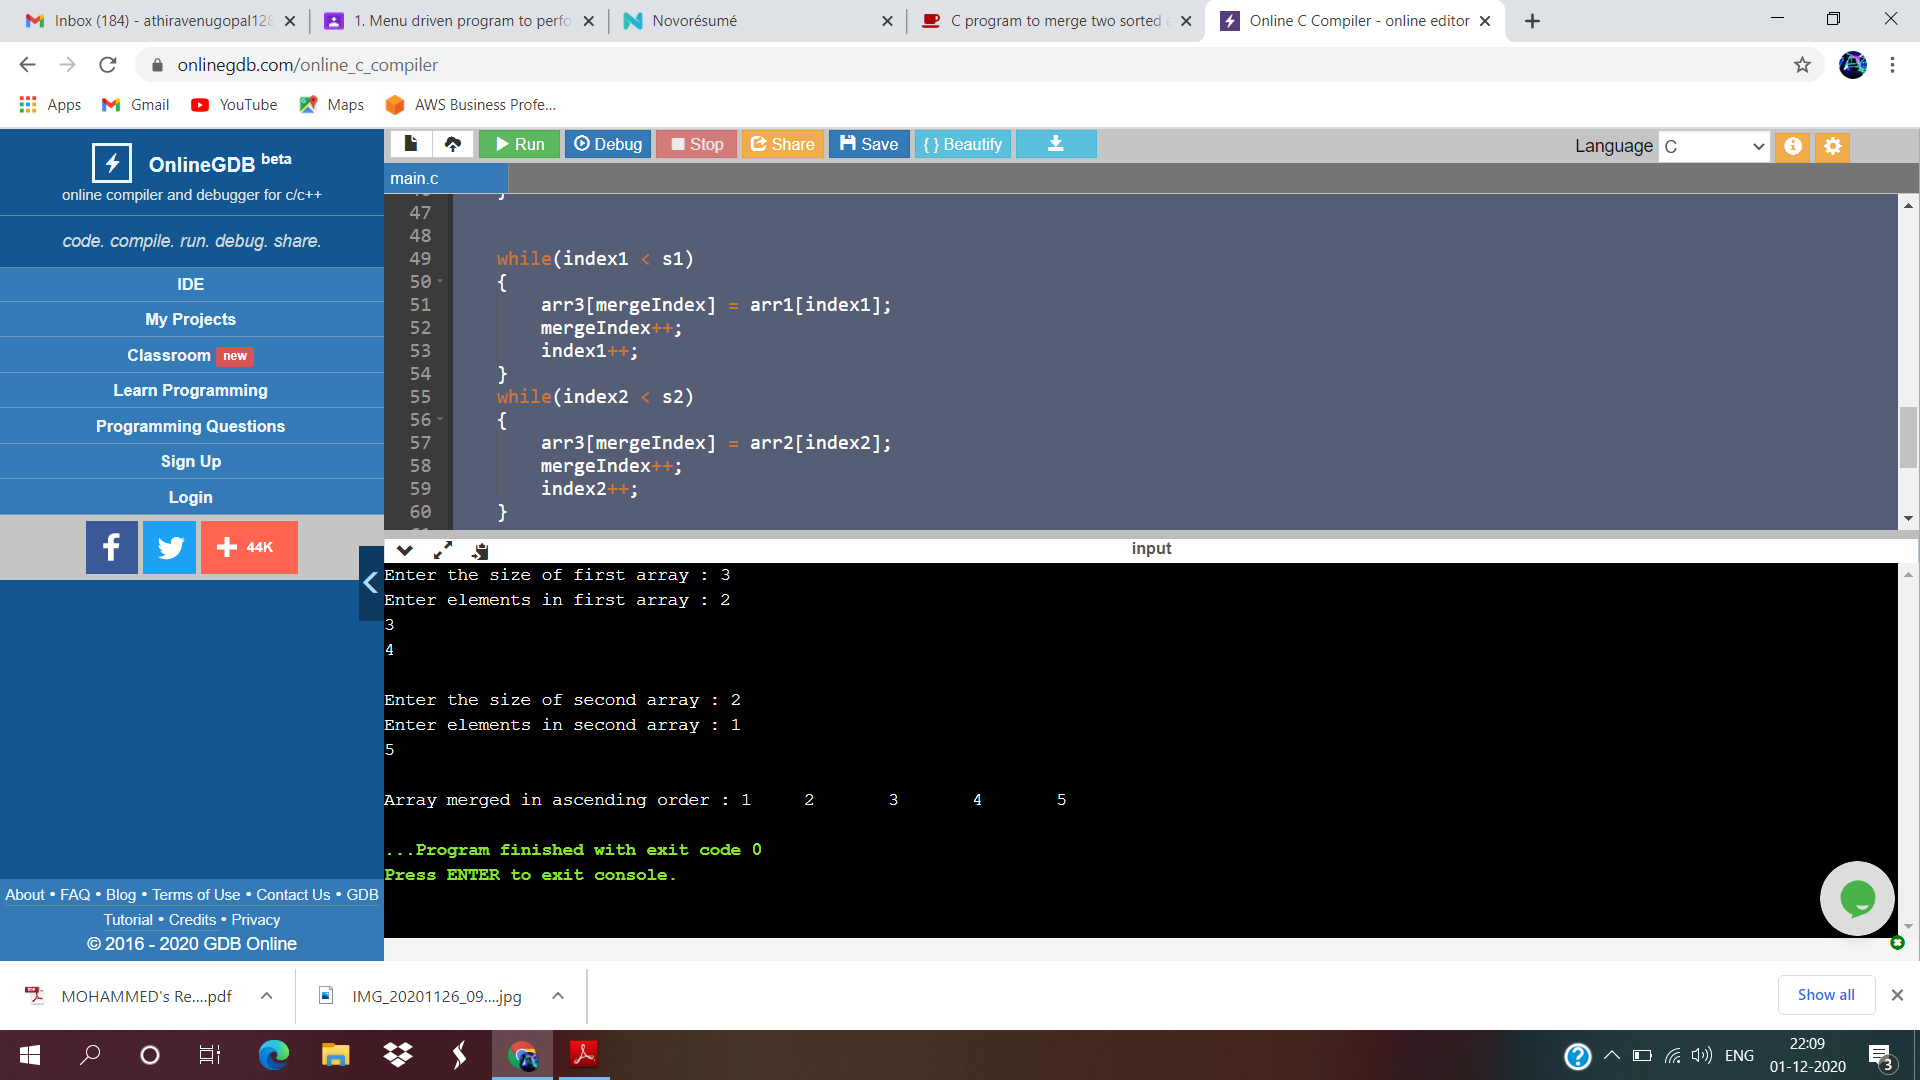 Inbox (184) - athiravenugopal128
1. Menu driven program to perfo
Novorésumé
C program to merge two sorted a
Online C Compiler - online editor
onlinegdb.com/online_c_compiler
Apps
Gmail
YouTube
Maps
AWS Business Profe...
OnlineGDB beta
online compiler and debugger for c/c++
code. compile. run. debug. share.
IDE
My Projects
Classroom new
Learn Programming
Programming Questions
Sign Up
Login
44K
About • FAQ • Blog • Terms of Use • Contact Us • GDB
Tutorial • Credits • Privacy
© 2016 - 2020 GDB Online
Run
Debug
Stop
Share
Save
{ } Beautify
Language C
main.c
47
48
49 while(index1 < s1)
50 {
51 arr3[mergeIndex] = arr1[index1];
52 mergeIndex++;
53 index1++;
54 }
55 while(index2 < s2)
56 {
57 arr3[mergeIndex] = arr2[index2];
58 mergeIndex++;
59 index2++;
60 }
input
Enter the size of first array : 3
Enter elements in first array : 2
3
4
Enter the size of second array : 2
Enter elements in second array : 1
5
Array merged in ascending order : 1 2 3 4 5
...Program finished with exit code 0
Press ENTER to exit console.
MOHAMMED's Re....pdf
IMG_20201126_09....jpg
Show all
ENG
22:09
01-12-2020
3